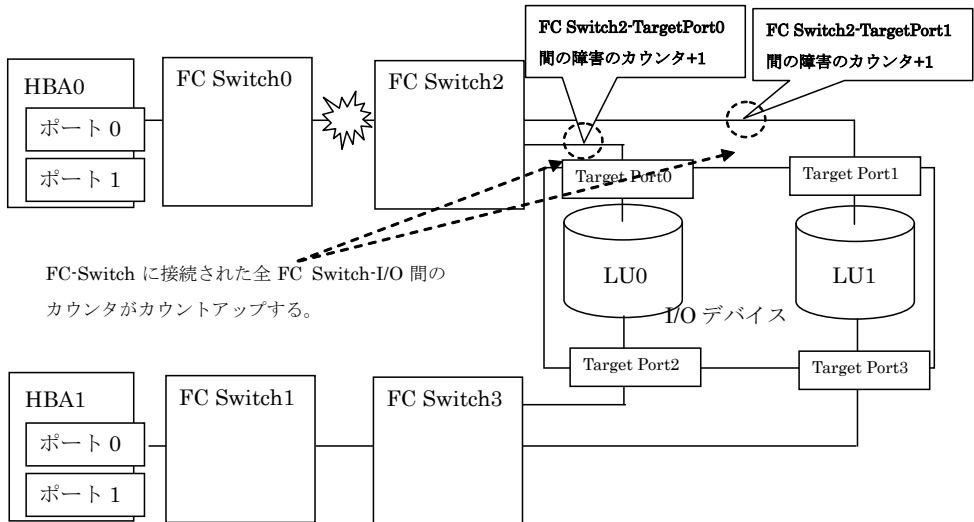 FC Switch2-TargetPort0
間の障害のカウンタ+1
FC Switch2-TargetPort1
間の障害のカウンタ+1
HBA0
ポート 0
ポート 1
FC Switch0
FC Switch2
Target Port0
Target Port1
LU0
LU1
I/O デバイス
FC-Switch に接続された全 FC Switch-I/O 間の
カウンタがカウントアップする。
Target Port2
Target Port3
HBA1
ポート 0
ポート 1
FC Switch1
FC Switch3